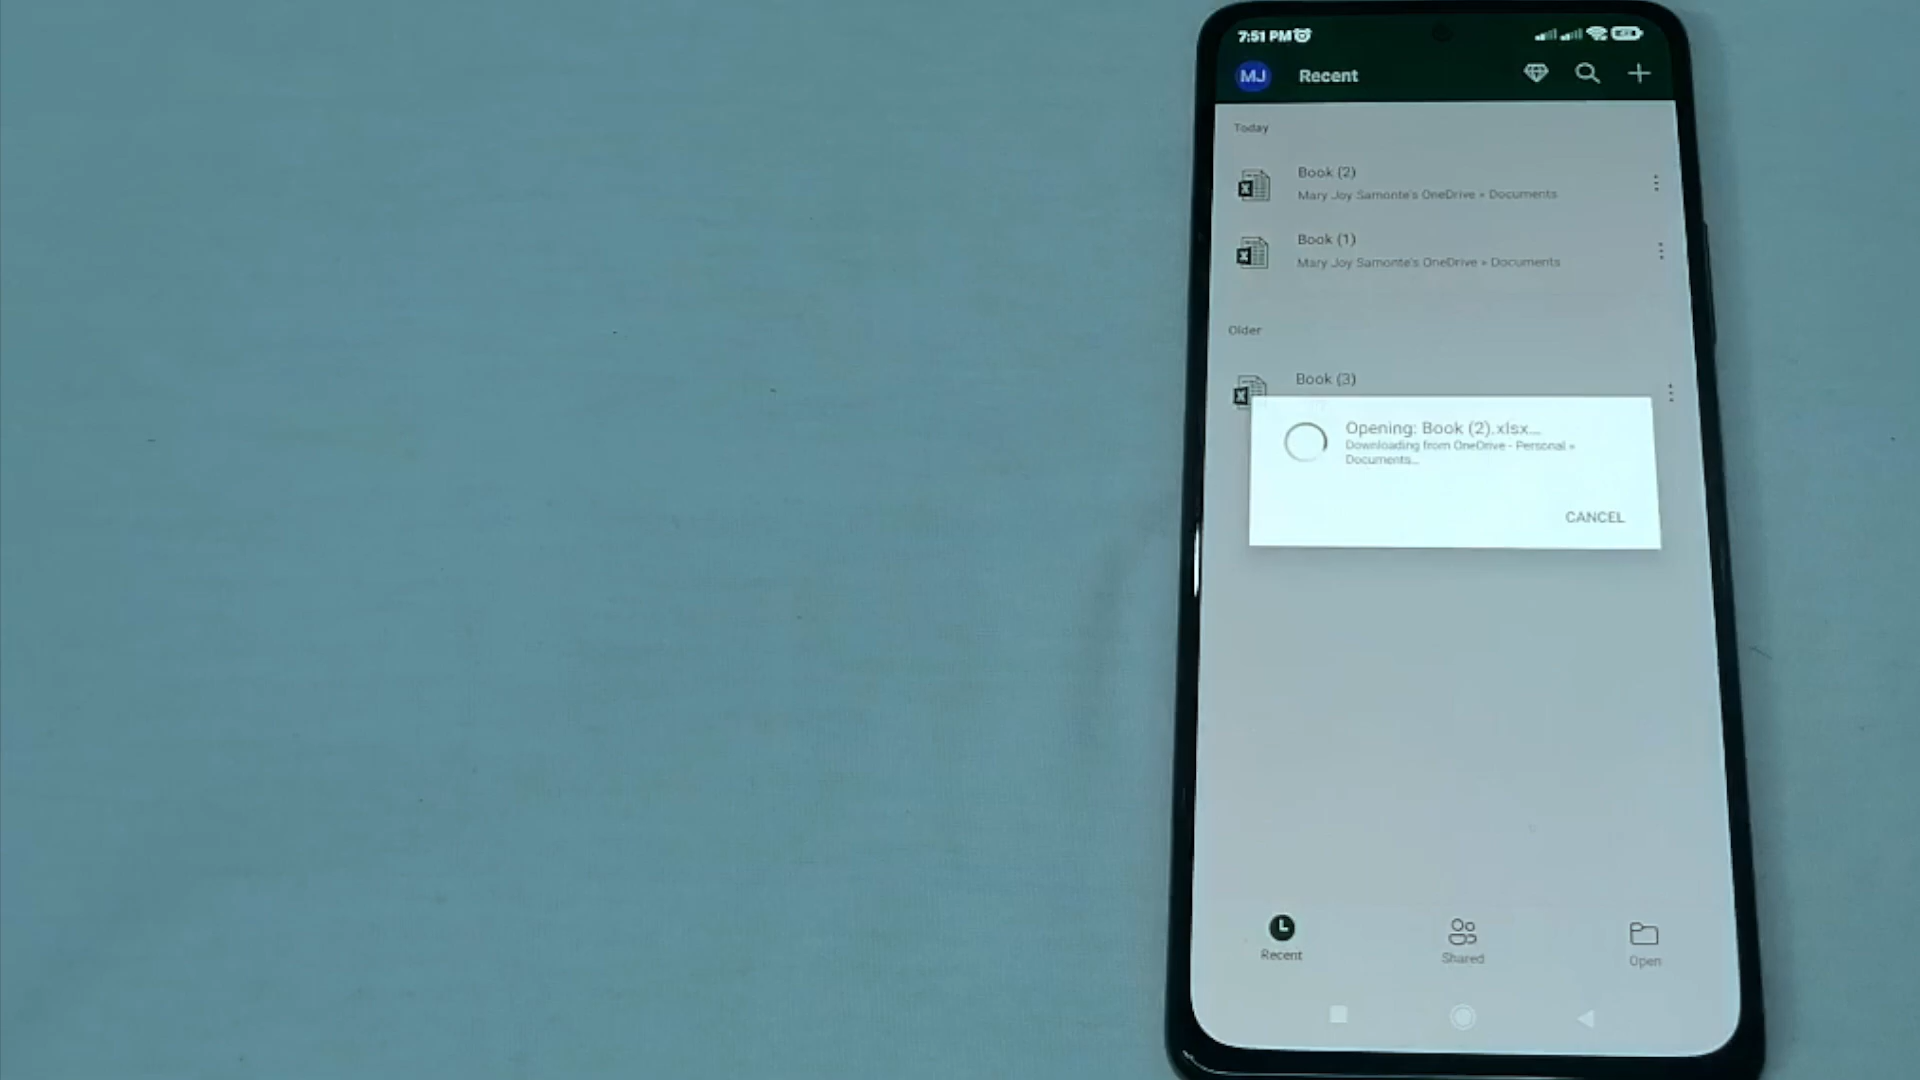 7:51 PM
MJ
Recent
Today
Book (2)
Mary Joy Samonte's OneDrive » Documents
Book (1)
Mary Joy Samonte's OneDrive » Documents
Older
Book (3)
Opening: Book (2).xlsx...
Downloading from OneDrive - Personal »
Documents...
CANCEL
Recent
Shared
Open